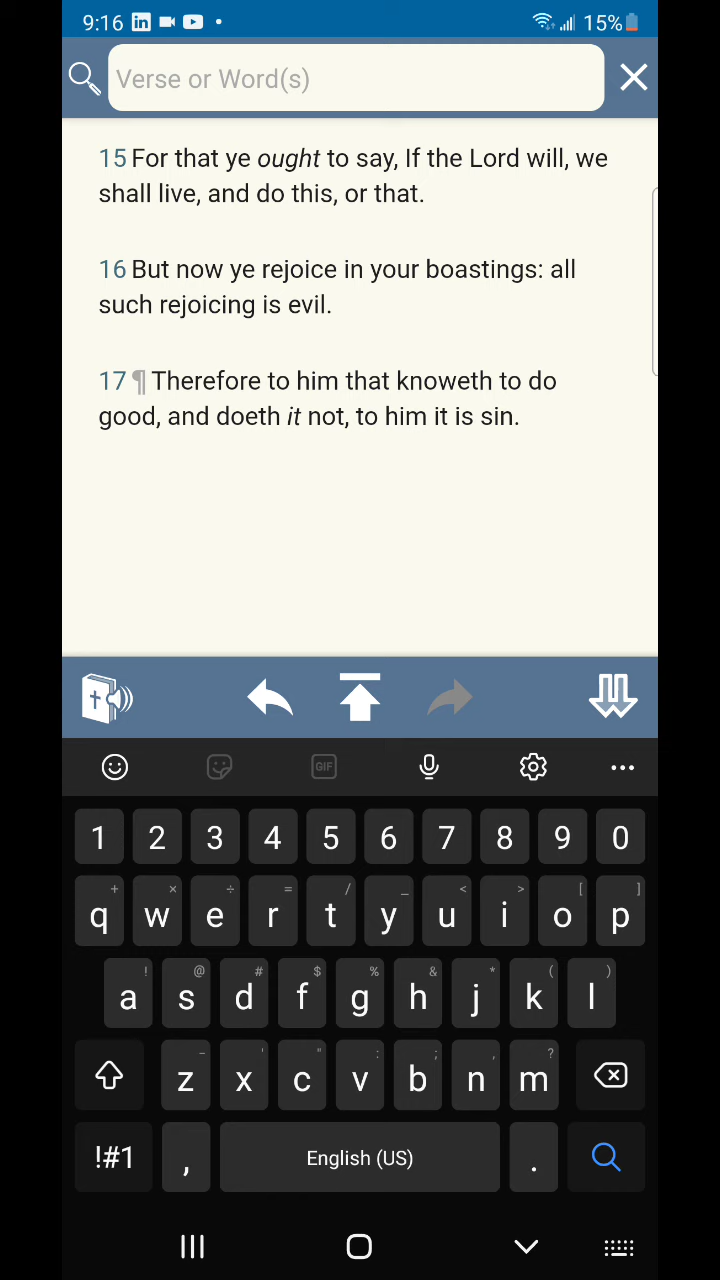 9:16 in 15%
Verse or Word(s)
15 For that ye ought to say, If the Lord will, we
shall live, and do this, or that.
16 But now ye rejoice in your boastings: all
such rejoicing is evil.
17 ¶ Therefore to him that knoweth to do
good, and doeth it not, to him it is sin.
GIF
1 2 3 4 5 6 7 8 9 0
+ × ÷ = / _ < > [ ]
q w e r t y u i o p
! @ # $ % & * ( )
a s d f g h j k l
- ' " : ; , ?
z x c v b n m
!#1 , English (US) .